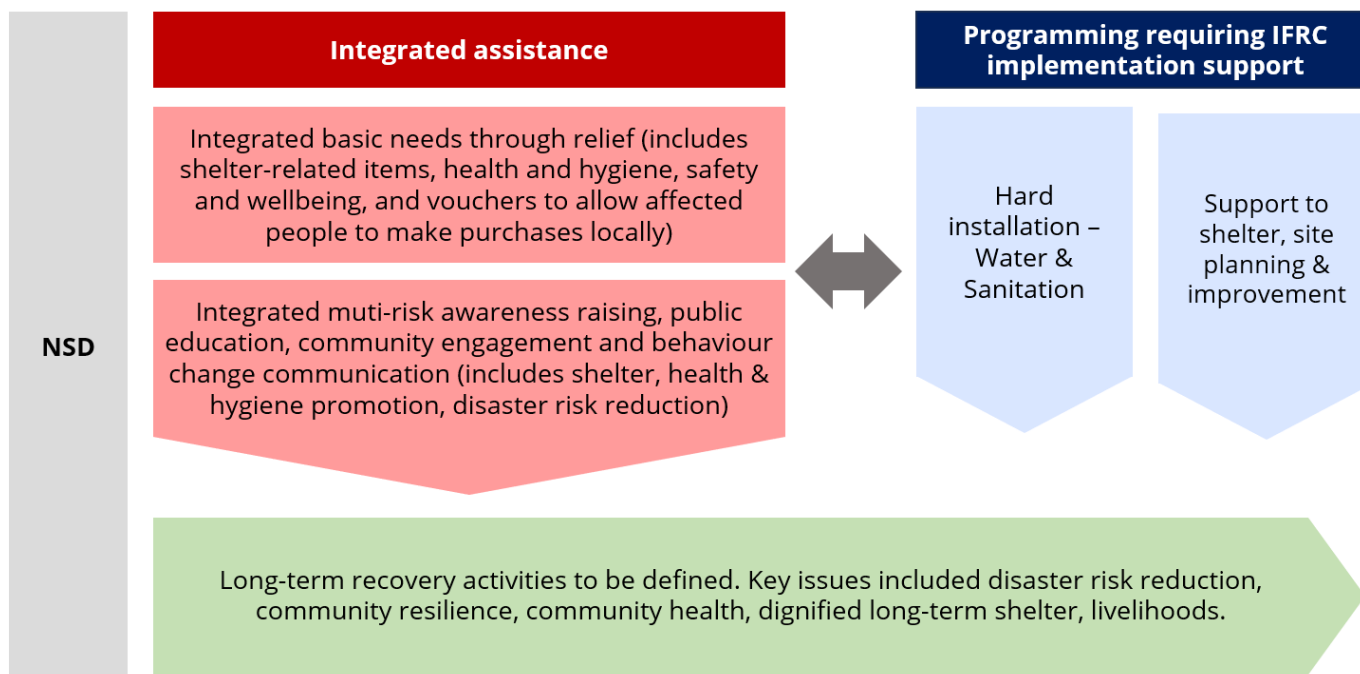 NSD
Integrated assistance
Integrated basic needs through relief (includes
shelter-related items, health and hygiene, safety
and wellbeing, and vouchers to allow affected
people to make purchases locally)
Integrated muti-risk awareness raising, public
education, community engagement and behaviour
change communication (includes shelter, health &
hygiene promotion, disaster risk reduction)
Programming requiring IFRC
implementation support
Hard
installation –
Water &
Sanitation
Support to
shelter, site
planning &
improvement
Long-term recovery activities to be defined. Key issues included disaster risk reduction,
community resilience, community health, dignified long-term shelter, livelihoods.